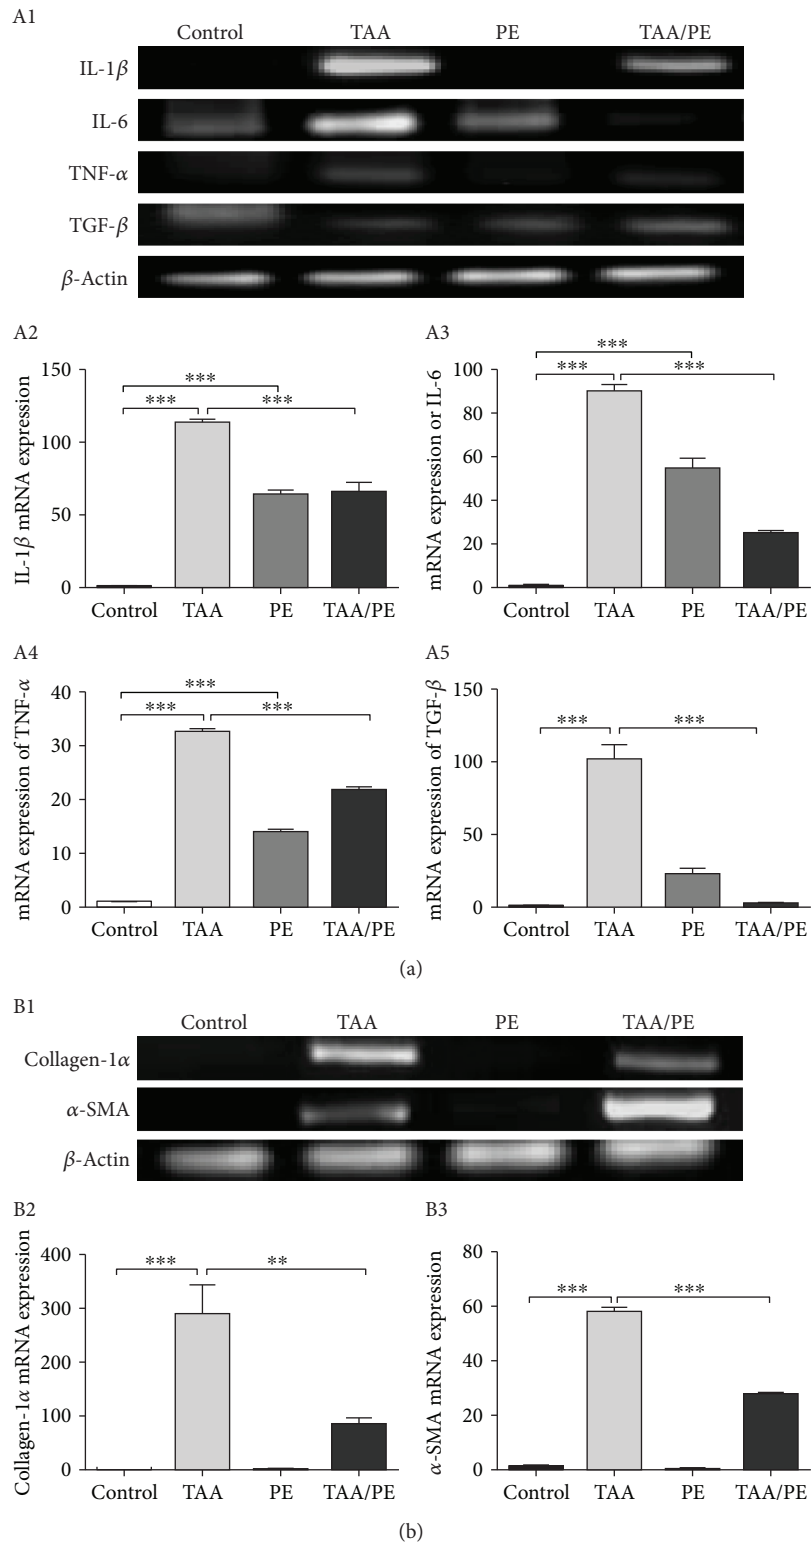 A1
Control TAA PE TAA/PE
IL-1β
IL-6
TNF-α
TGF-β
β-Actin
A2
IL-1β mRNA expression
150
100
50
0
***
***
***
Control TAA PE TAA/PE
A3
mRNA expression or IL-6
100
80
60
40
20
0
***
***
***
Control TAA PE TAA/PE
A4
mRNA expression of TNF-α
40
30
20
10
0
***
***
***
Control TAA PE TAA/PE
A5
mRNA expression of TGF-β
150
100
50
0
*** ***
Control TAA PE TAA/PE
(a)
B1
Control TAA PE TAA/PE
Collagen-1α
α-SMA
β-Actin
B2
Collagen-1α mRNA expression
400
300
200
100
0
*** **
Control TAA PE TAA/PE
B3
α-SMA mRNA expression
80
60
40
20
0
*** ***
Control TAA PE TAA/PE
(b)